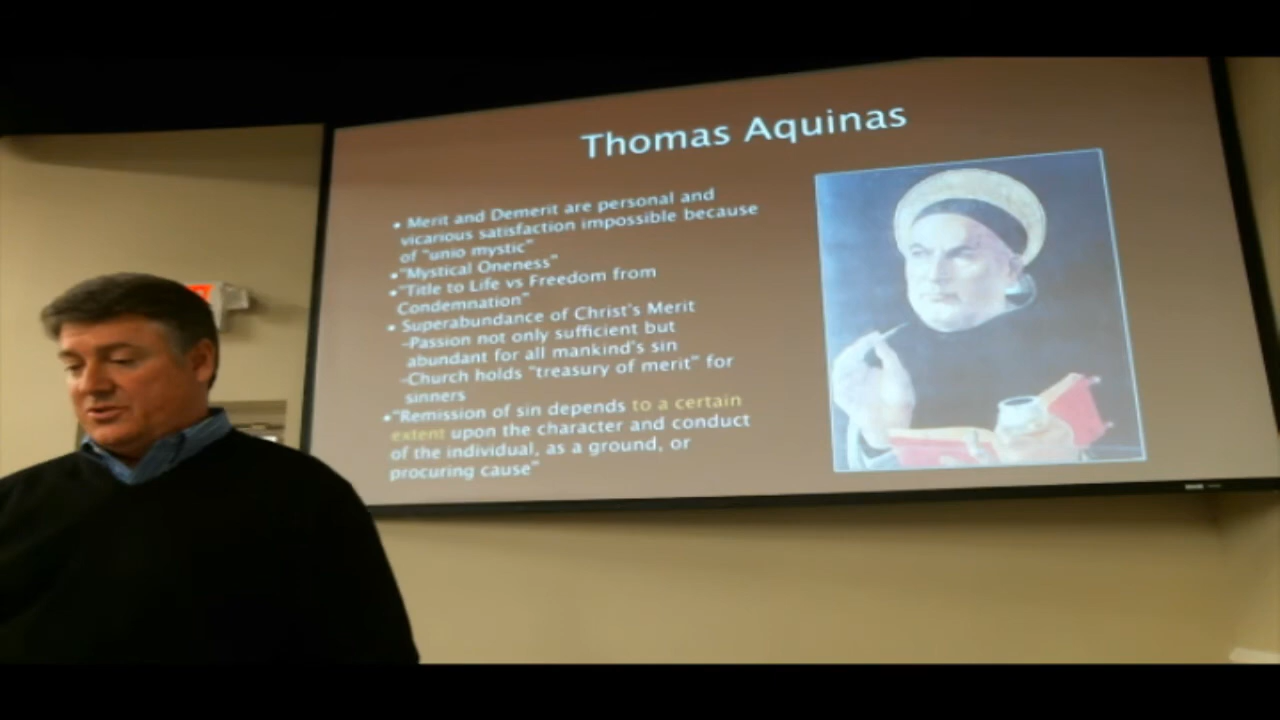 Thomas Aquinas
• Merit and Demerit are personal and
vicarious satisfaction impossible because
of "unio mystic"
•"Mystical Oneness"
•"Title to Life vs Freedom from
Condemnation"
• Superabundance of Christ's Merit
-Passion not only sufficient but
abundant for all mankind's sin
-Church holds "treasury of merit" for
sinners
•"Remission of sin depends to a certain
extent upon the character and conduct
of the individual, as a ground, or
procuring cause"